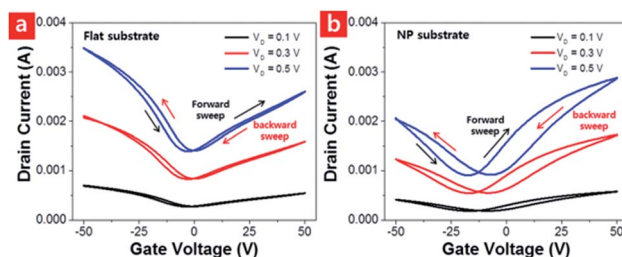 a
Flat substrate
V_D = 0.1 V
V_D = 0.3 V
V_D = 0.5 V
Forward
sweep
backward
sweep
Drain Current (A)
0.004
0.003
0.002
0.001
0.000
-50
-25
0
25
50
Gate Voltage (V)
b
NP substrate
V_D = 0.1 V
V_D = 0.3 V
V_D = 0.5 V
Forward
sweep
backward
sweep
Drain Current (A)
0.004
0.003
0.002
0.001
0.000
-50
-25
0
25
50
Gate Voltage (V)